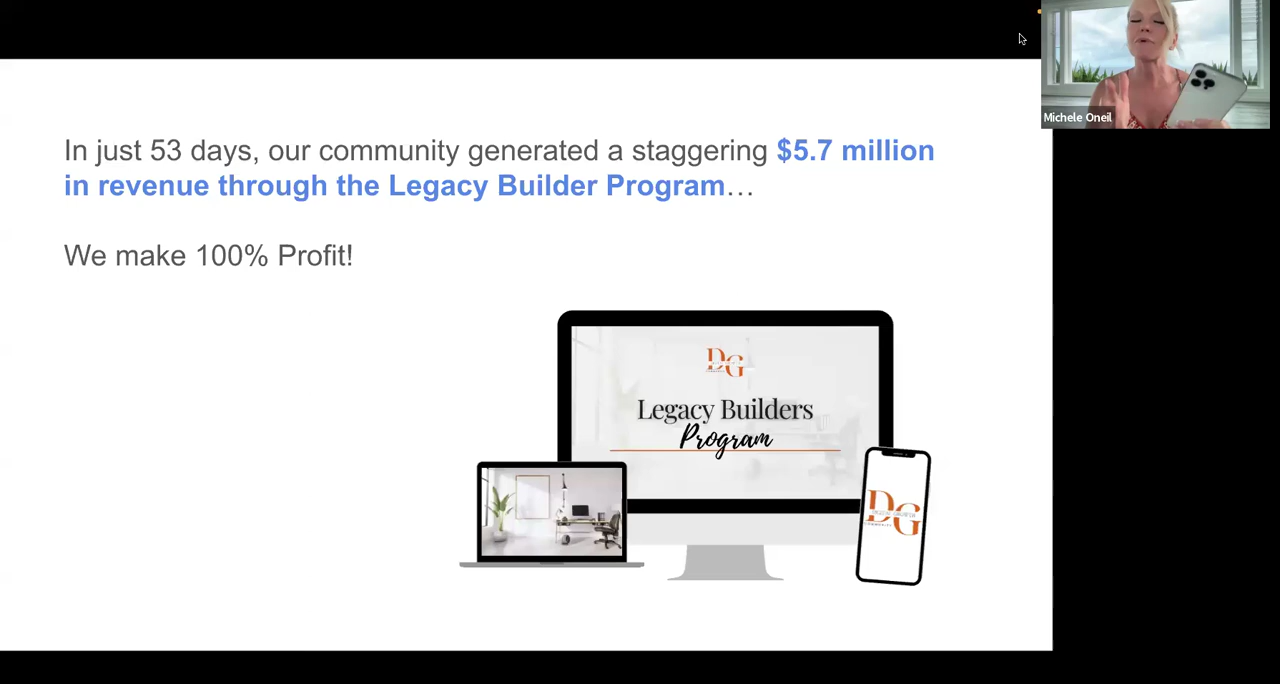 Michele Oneil
In just 53 days, our community generated a staggering $5.7 million
in revenue through the Legacy Builder Program…
We make 100% Profit!
DG
Legacy Builders
Program
DG